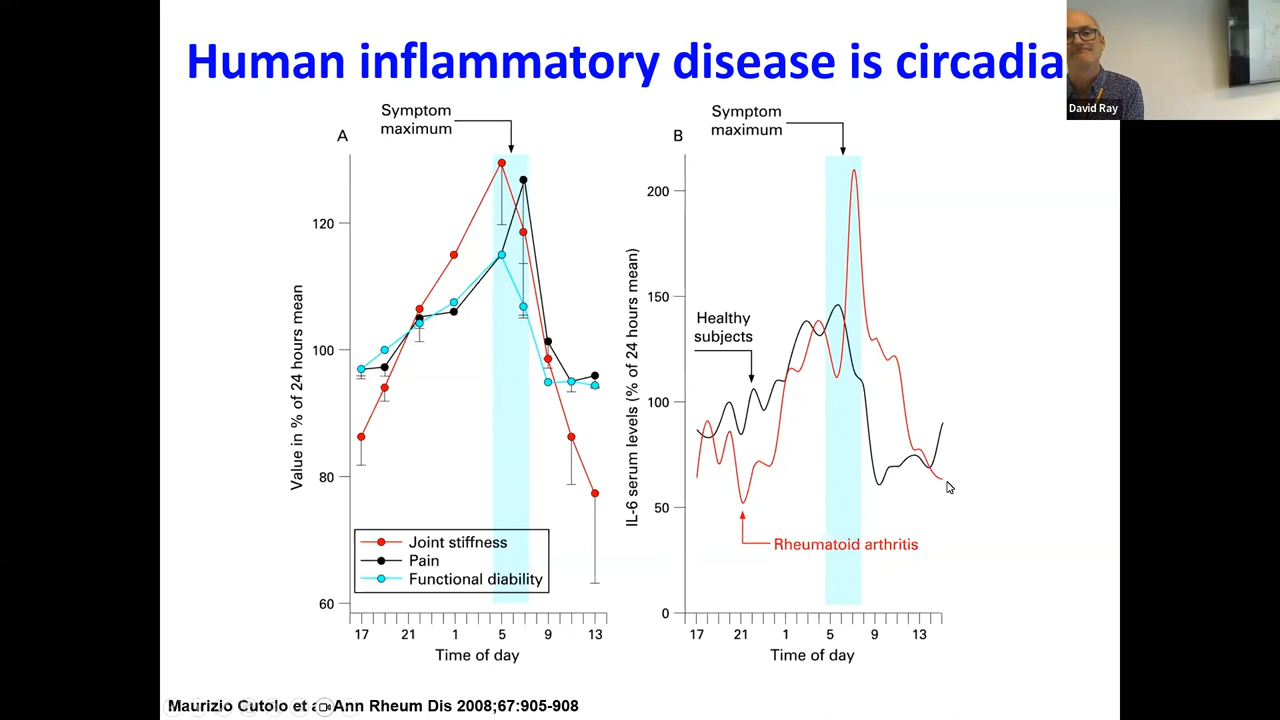 Human inflammatory disease is circadia
David Ray
Symptom
maximum
A
Value in % of 24 hours mean
120
100
80
60
Joint stiffness
Pain
Functional diability
17
21
1
5
9
13
Time of day
Symptom
maximum
B
IL-6 serum levels (% of 24 hours mean)
200
150
100
50
0
Healthy
subjects
Rheumatoid arthritis
17
21
1
5
9
13
Time of day
Maurizio Cutolo et a Ann Rheum Dis 2008;67:905-908